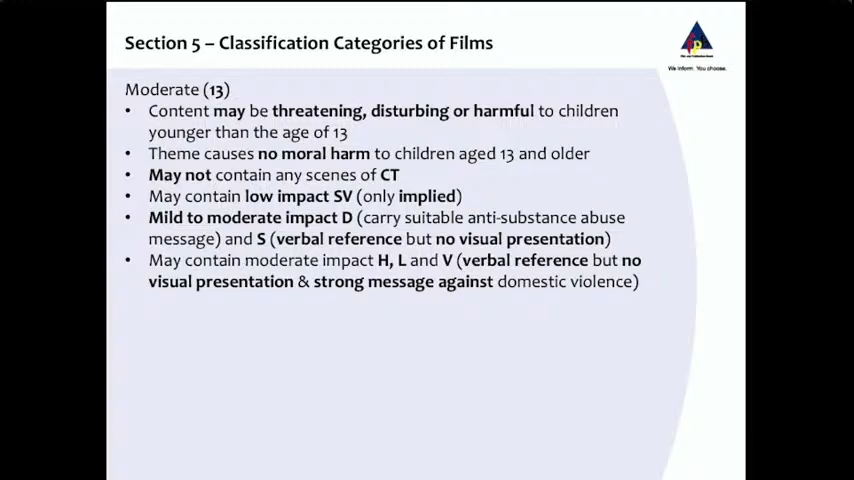 Section 5 – Classification Categories of Films
We inform. You choose.
Moderate (13)
• Content may be threatening, disturbing or harmful to children
younger than the age of 13
• Theme causes no moral harm to children aged 13 and older
• May not contain any scenes of CT
• May contain low impact SV (only implied)
• Mild to moderate impact D (carry suitable anti-substance abuse
message) and S (verbal reference but no visual presentation)
• May contain moderate impact H, L and V (verbal reference but no
visual presentation & strong message against domestic violence)